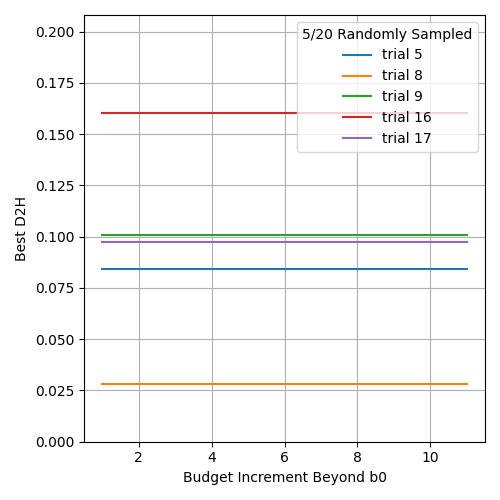 5/20 Randomly Sampled
trial 5
trial 8
trial 9
trial 16
trial 17
0.200
0.175
0.150
0.125
0.100
0.075
0.050
0.025
0.000
Best D2H
2 4 6 8 10
Budget Increment Beyond b0